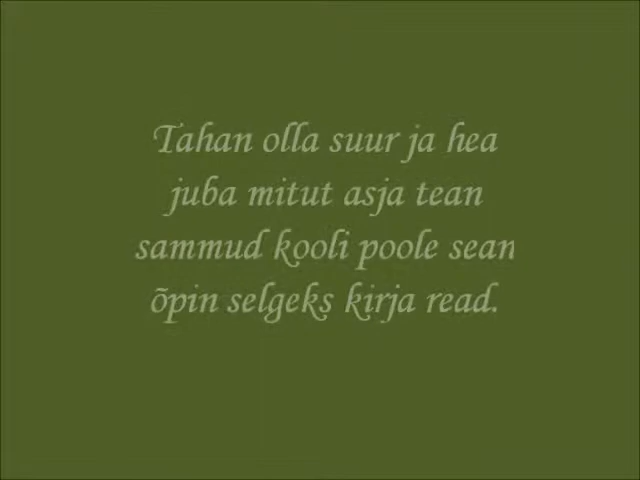 Tahan olla suur ja hea
juba mitut asja tean
sammud kooli poole sean
õpin selgeks kirja read.